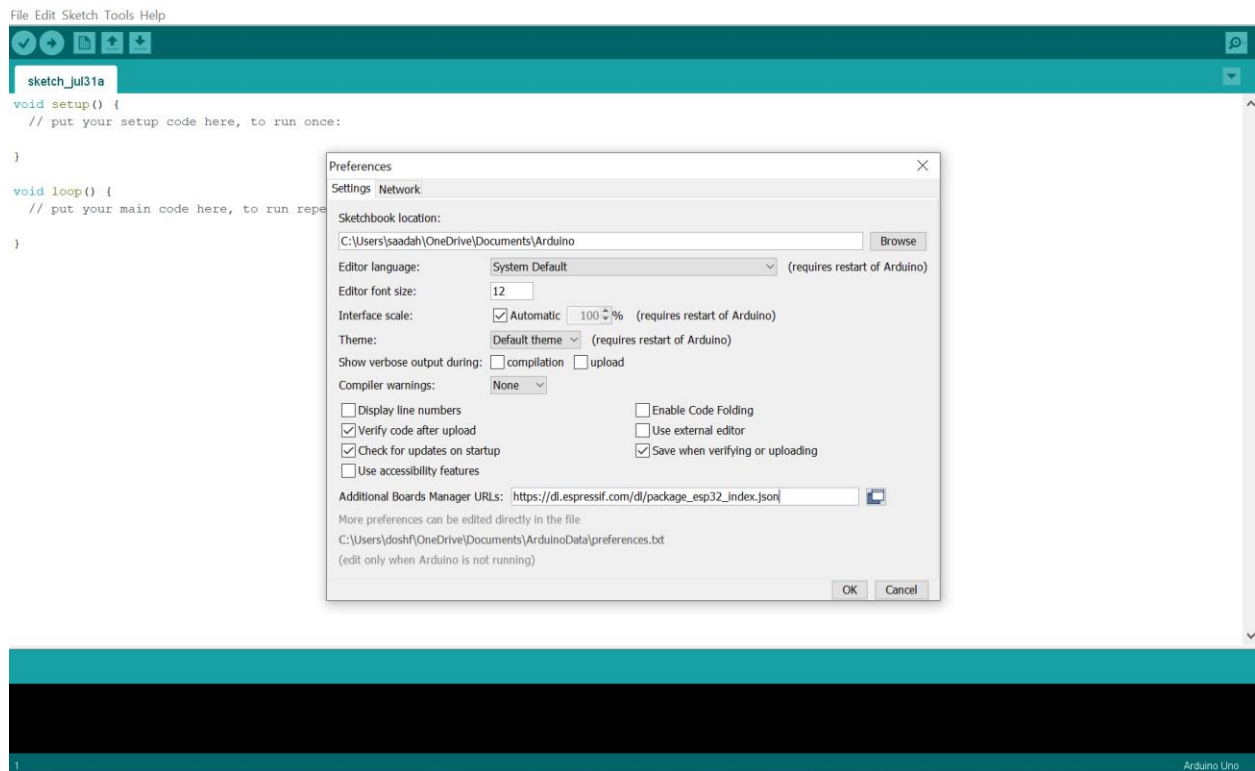 File Edit Sketch Tools Help
sketch_jul31a
void setup() {
// put your setup code here, to run once:
}
void loop() {
// put your main code here, to run repe
}
Preferences
Settings Network
Sketchbook location:
C:\Users\saadah\OneDrive\Documents\Arduino Browse
Editor language: System Default (requires restart of Arduino)
Editor font size: 12
Interface scale: Automatic 100 % (requires restart of Arduino)
Theme: Default theme (requires restart of Arduino)
Show verbose output during: compilation upload
Compiler warnings: None
Display line numbers Enable Code Folding
Verify code after upload Use external editor
Check for updates on startup Save when verifying or uploading
Use accessibility features
Additional Boards Manager URLs: https://dl.espressif.com/dl/package_esp32_index.json
More preferences can be edited directly in the file
C:\Users\doshf\OneDrive\Documents\ArduinoData\preferences.txt
(edit only when Arduino is not running)
OK Cancel
1 Arduino Uno